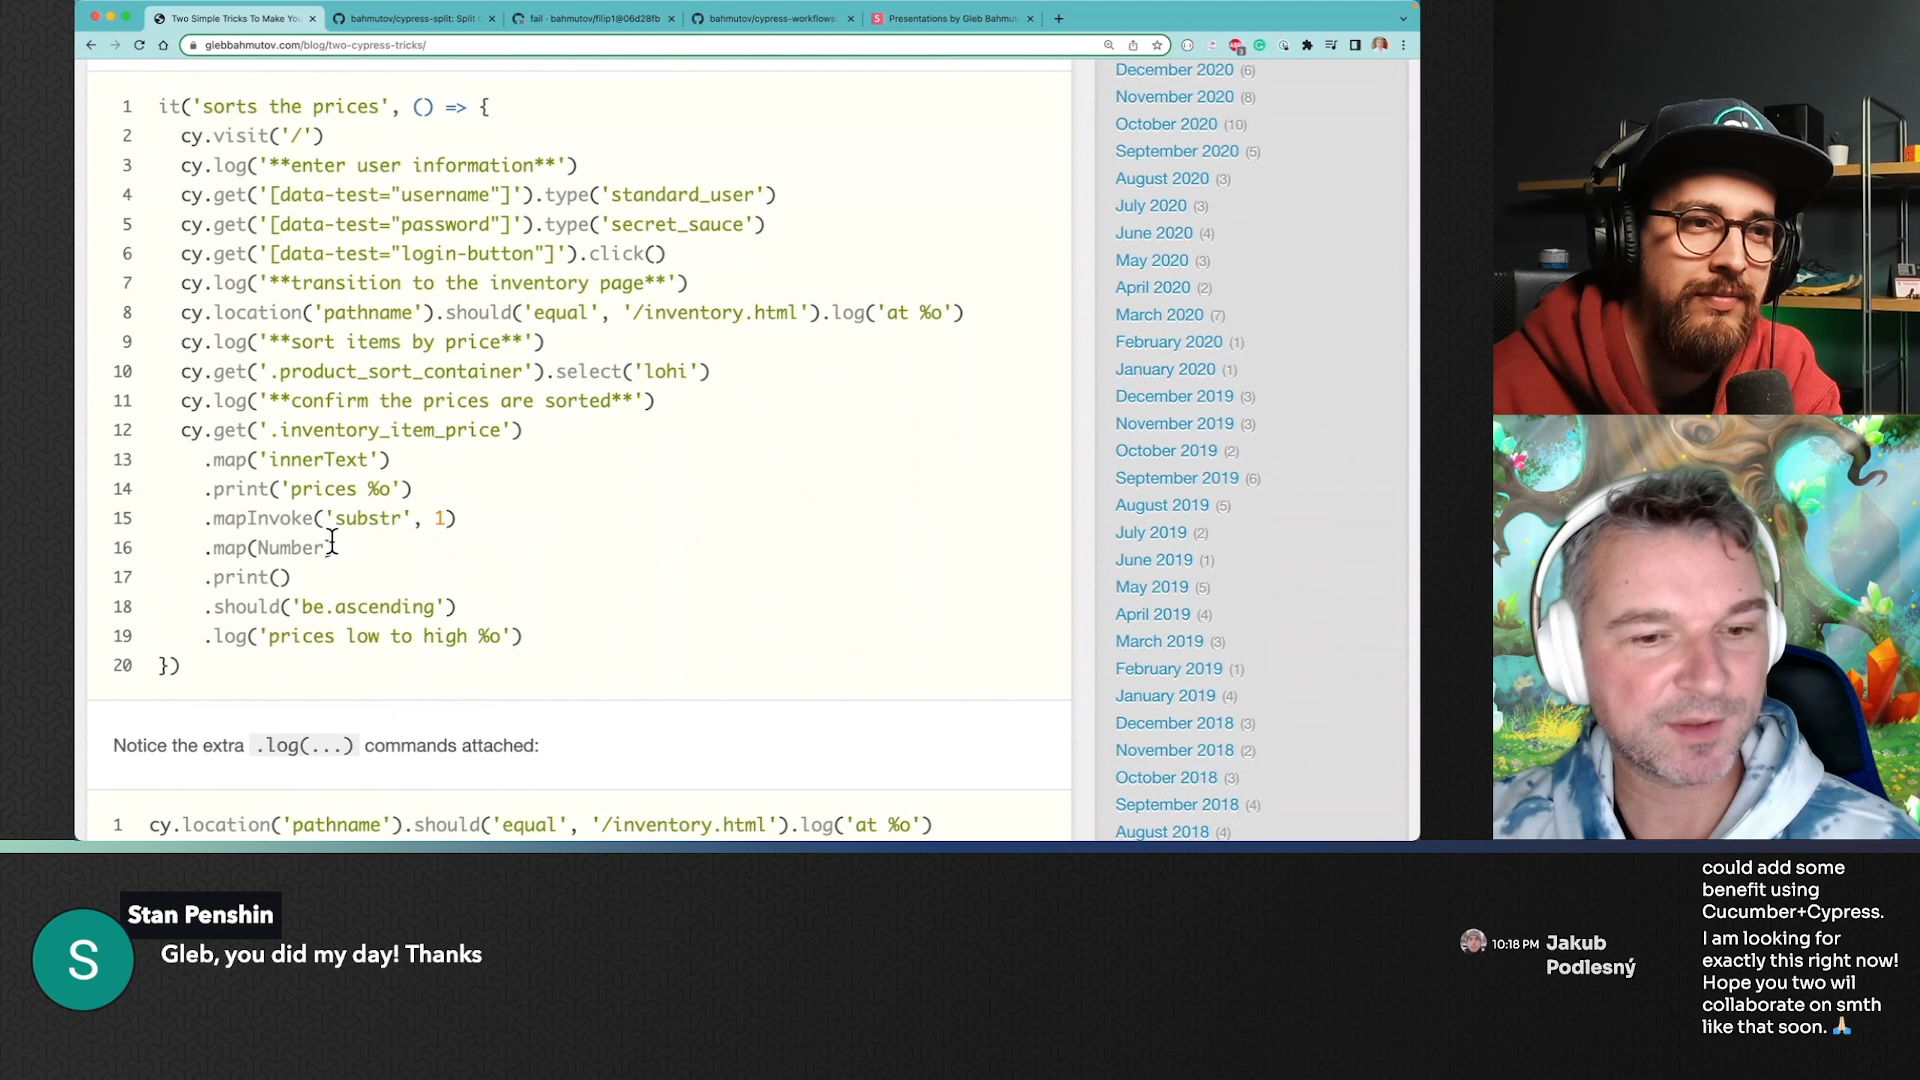 Two Simple Tricks To Make You
bahmutov/cypress-split: Split
fail · bahmutov/filip1@06d28fb
bahmutov/cypress-workflows:
Presentations by Gleb Bahmut
glebbahmutov.com/blog/two-cypress-tricks/
1 it('sorts the prices', () => {
2 cy.visit('/')
3 cy.log('**enter user information**')
4 cy.get('[data-test="username"]').type('standard_user')
5 cy.get('[data-test="password"]').type('secret_sauce')
6 cy.get('[data-test="login-button"]').click()
7 cy.log('**transition to the inventory page**')
8 cy.location('pathname').should('equal', '/inventory.html').log('at %o')
9 cy.log('**sort items by price**')
10 cy.get('.product_sort_container').select('lohi')
11 cy.log('**confirm the prices are sorted**')
12 cy.get('.inventory_item_price')
13 .map('innerText')
14 .print('prices %o')
15 .mapInvoke('substr', 1)
16 .map(Number)
17 .print()
18 .should('be.ascending')
19 .log('prices low to high %o')
20 })
Notice the extra .log(...) commands attached:
1 cy.location('pathname').should('equal', '/inventory.html').log('at %o')
December 2020 (6)
November 2020 (8)
October 2020 (10)
September 2020 (5)
August 2020 (3)
July 2020 (3)
June 2020 (4)
May 2020 (3)
April 2020 (2)
March 2020 (7)
February 2020 (1)
January 2020 (1)
December 2019 (3)
November 2019 (3)
October 2019 (2)
September 2019 (6)
August 2019 (5)
July 2019 (2)
June 2019 (1)
May 2019 (5)
April 2019 (4)
March 2019 (3)
February 2019 (1)
January 2019 (4)
December 2018 (3)
November 2018 (2)
October 2018 (3)
September 2018 (4)
August 2018 (4)
Stan Penshin
S
Gleb, you did my day! Thanks
could add some
benefit using
Cucumber+Cypress.
10:18 PM Jakub
Podlesný
I am looking for
exactly this right now!
Hope you two wil
collaborate on smth
like that soon. 🙏🏻